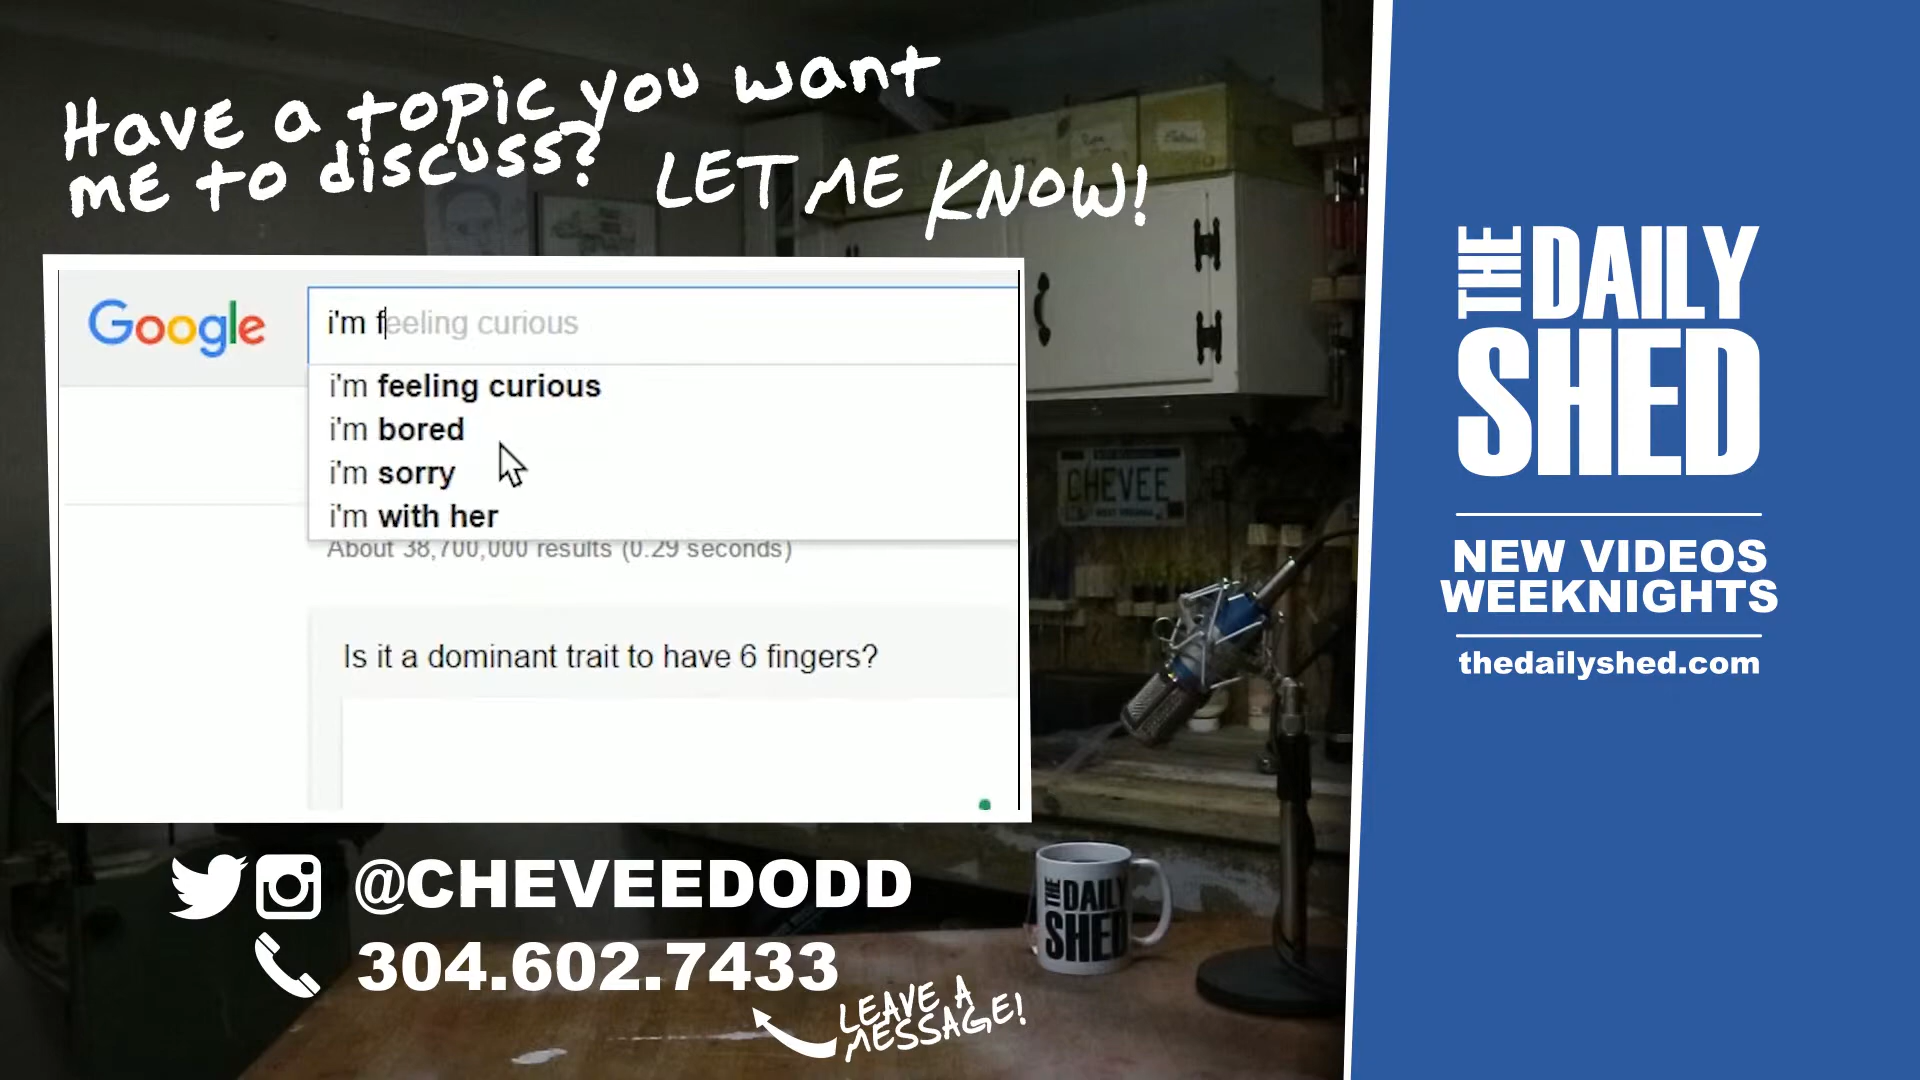 Have a topic you want
me to discuss?
LET ME KNOW!
Google
i'm feeling curious
i'm feeling curious
i'm bored
i'm sorry
i'm with her
About 38,700,000 results (0.29 seconds)
Is it a dominant trait to have 6 fingers?
CHEVEE
@CHEVEEDODD
304.602.7433
LEAVE A
MESSAGE!
THE DAILY
SHED
THE DAILY
SHED
NEW VIDEOS
WEEKNIGHTS
thedailyshed.com